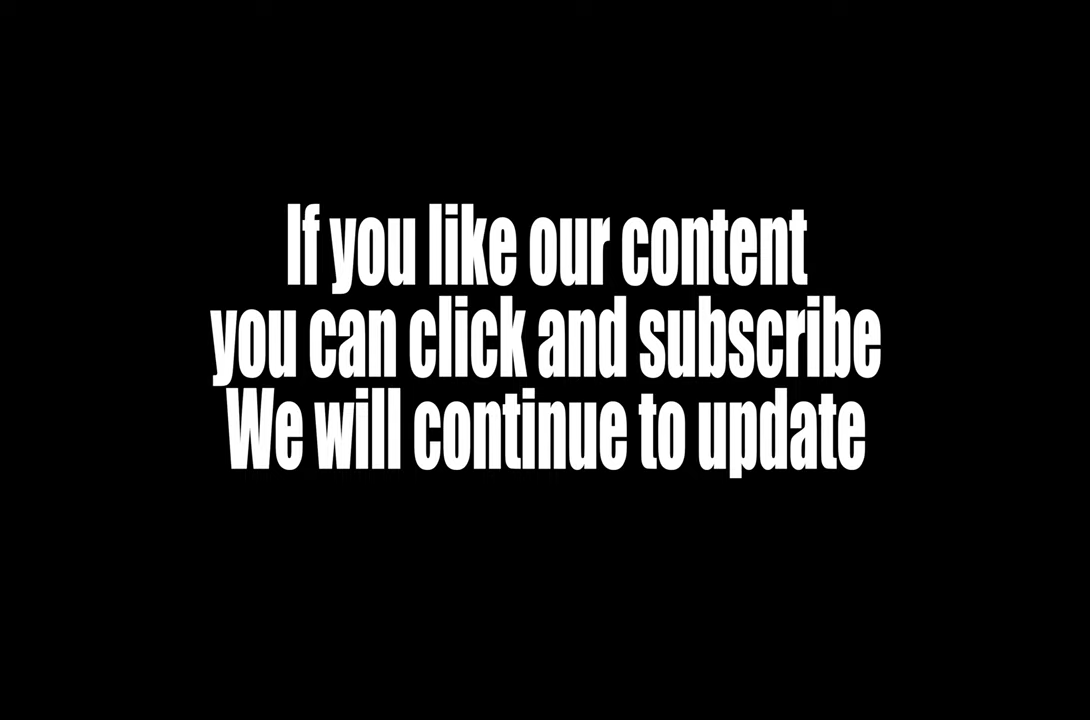 If you like our content
you can click and subscribe
We will continue to update